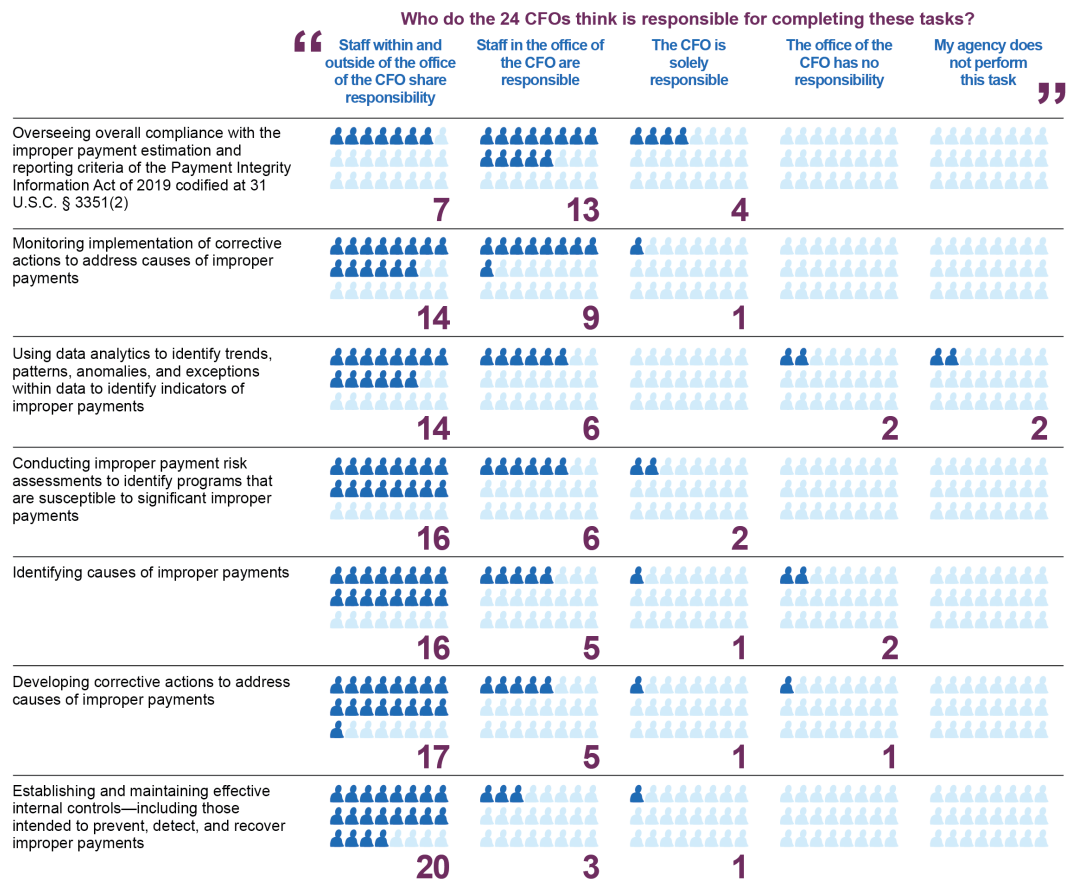 Who do the 24 CFOs think is responsible for completing these tasks?
“
Staff within and
outside of the office
of the CFO share
responsibility
Staff in the office of
the CFO are
responsible
The CFO is
solely
responsible
The office of the
CFO has no
responsibility
My agency does
not perform
this task
”
Overseeing overall compliance with the
improper payment estimation and
reporting criteria of the Payment Integrity
Information Act of 2019 codified at 31
U.S.C. § 3351(2)
7
13
4
Monitoring implementation of corrective
actions to address causes of improper
payments
14
9
1
Using data analytics to identify trends,
patterns, anomalies, and exceptions
within data to identify indicators of
improper payments
14
6
2
2
Conducting improper payment risk
assessments to identify programs that
are susceptible to significant improper
payments
16
6
2
Identifying causes of improper payments
16
5
1
2
Developing corrective actions to address
causes of improper payments
17
5
1
1
Establishing and maintaining effective
internal controls—including those
intended to prevent, detect, and recover
improper payments
20
3
1